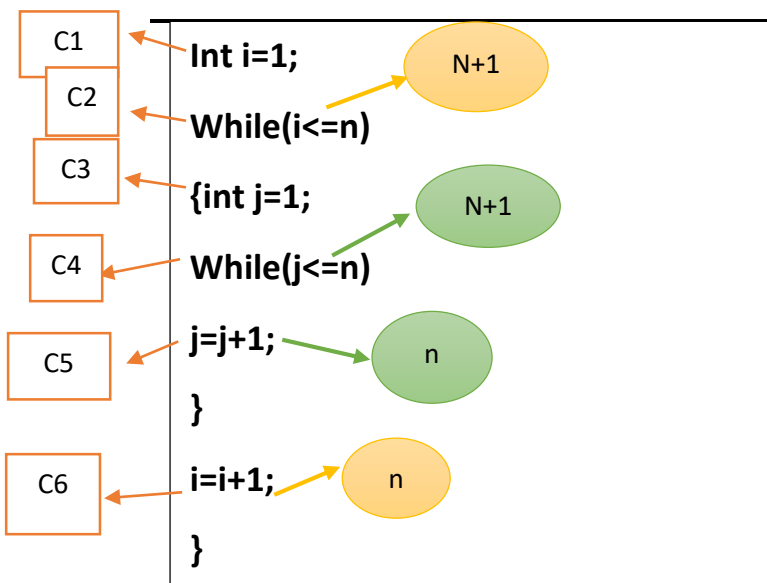 C1
Int i=1;
N+1
C2
While(i<=n)
C3
{int j=1;
N+1
C4
While(j<=n)
C5
j=j+1;
n
}
C6
i=i+1;
n
}